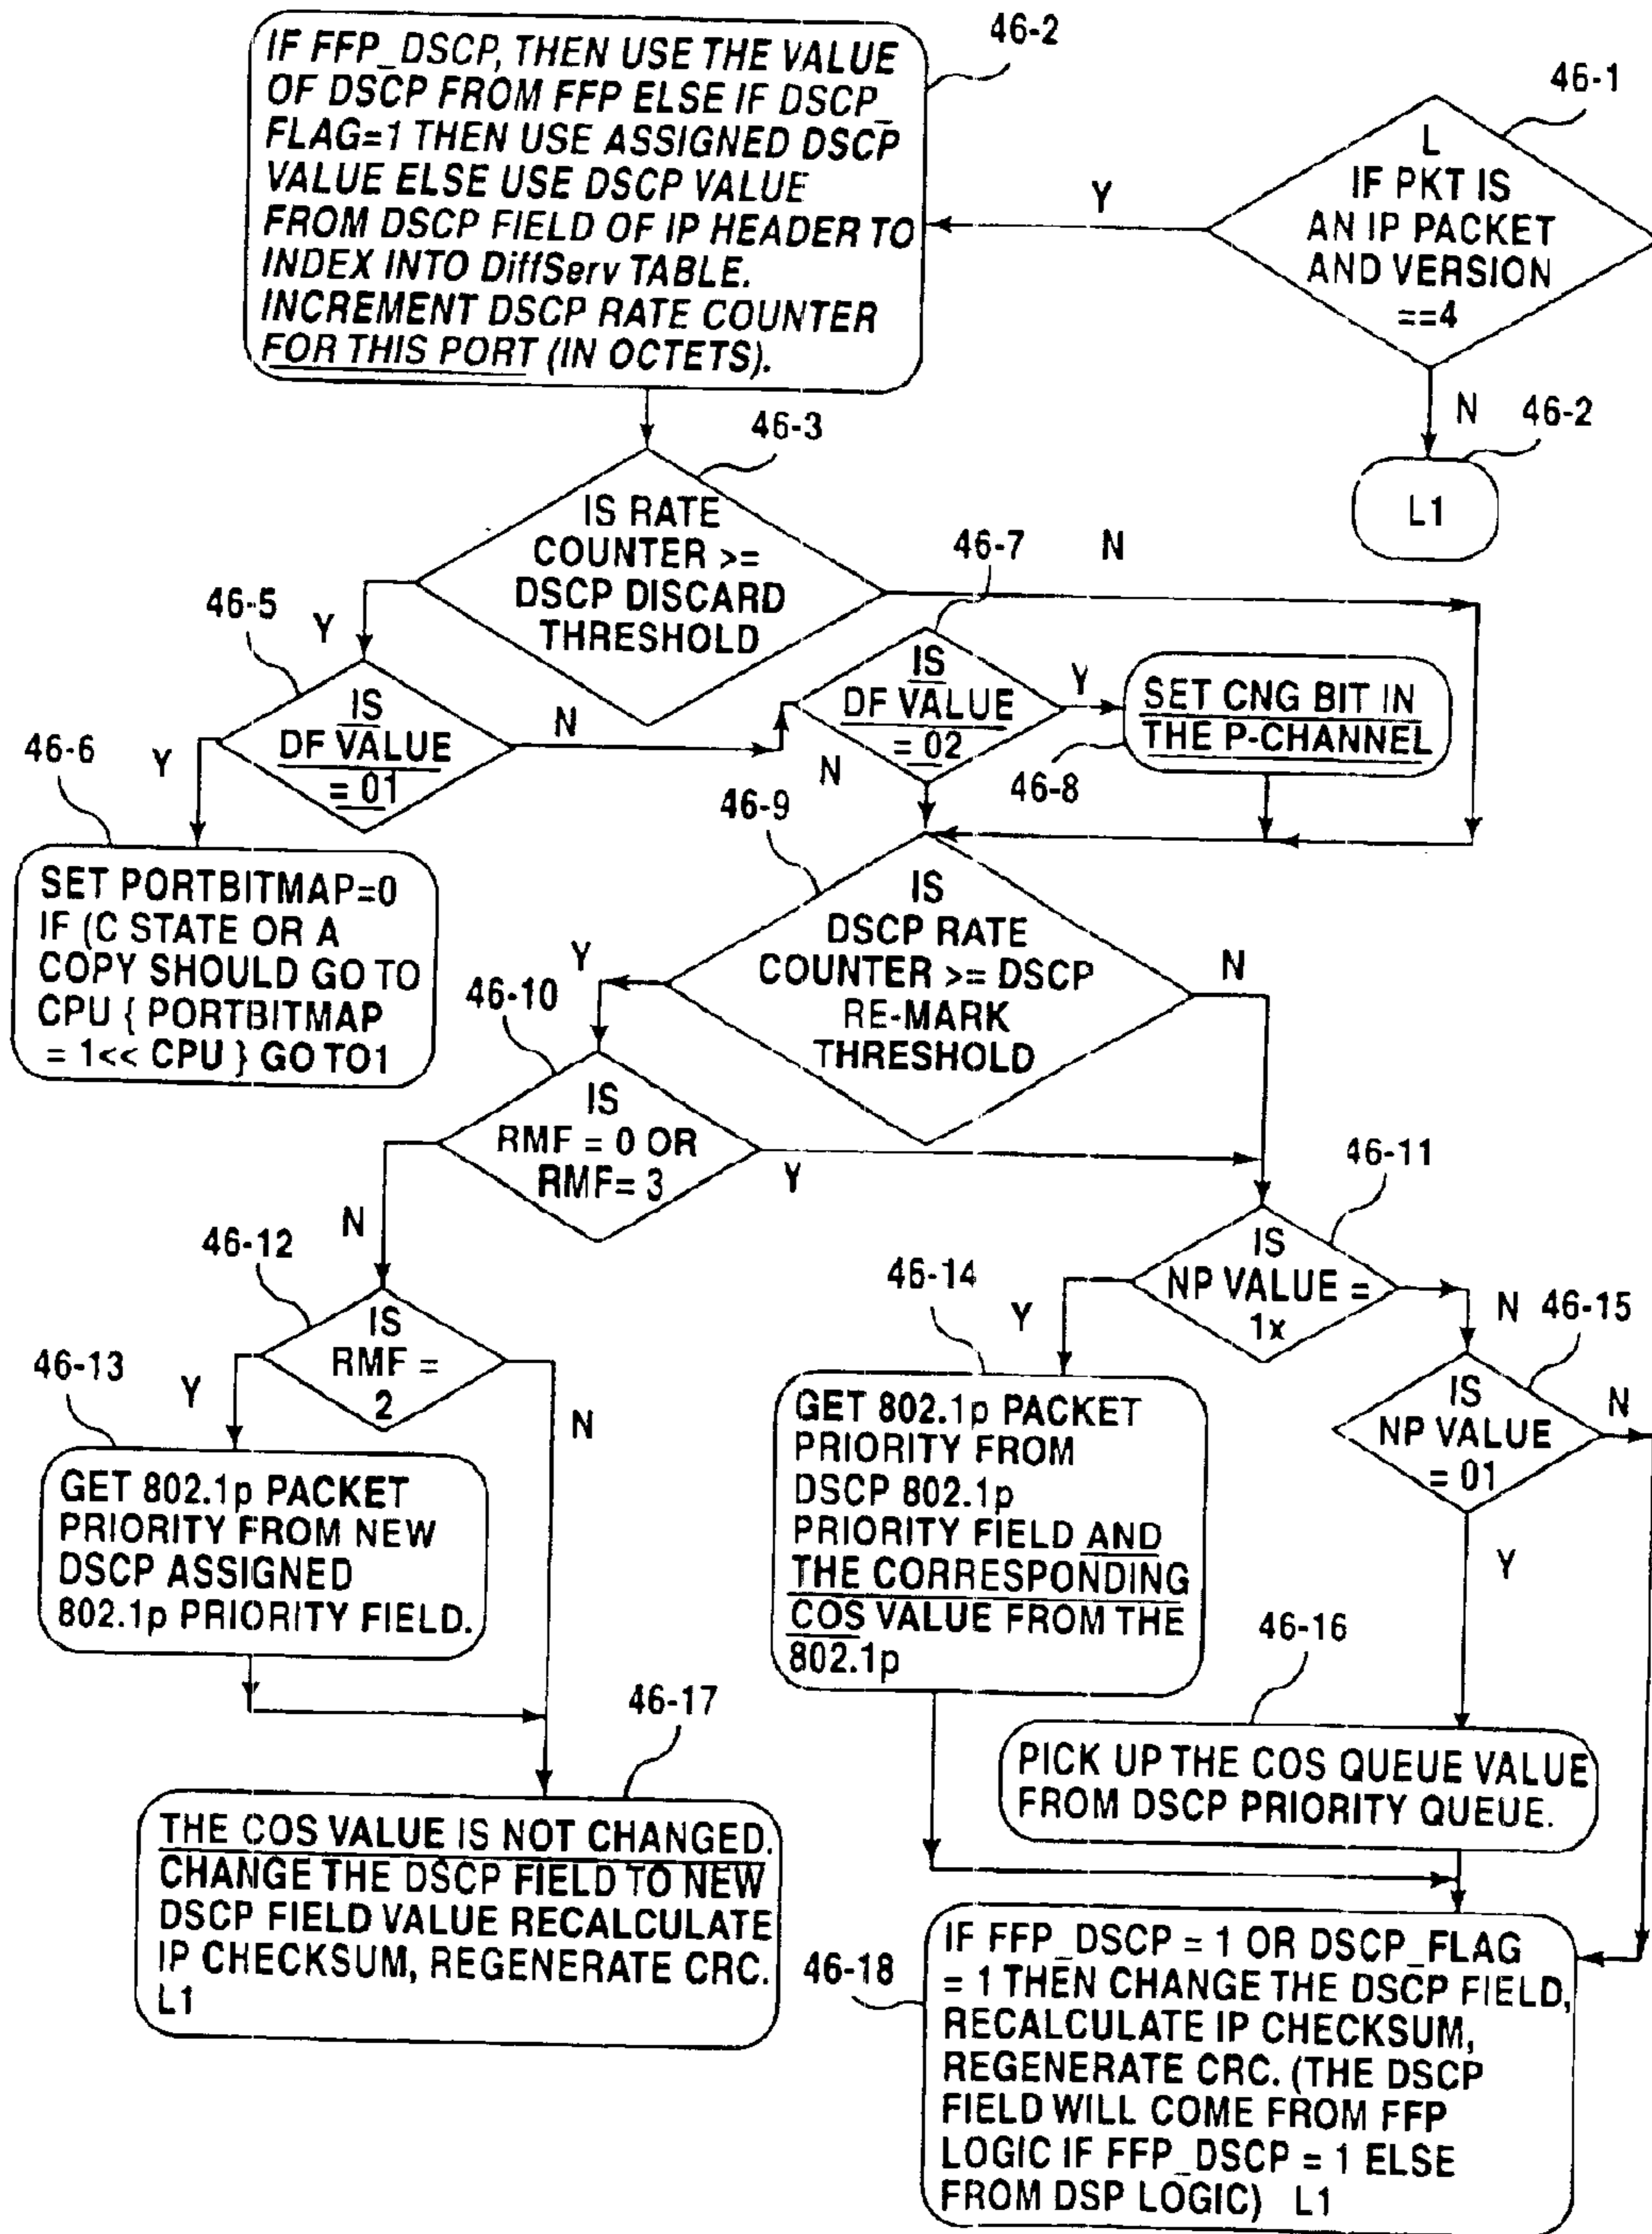 46-2
IF FFP_DSCP, THEN USE THE VALUE
OF DSCP FROM FFP ELSE IF DSCP_
FLAG=1 THEN USE ASSIGNED DSCP
VALUE ELSE USE DSCP VALUE
FROM DSCP FIELD OF IP HEADER TO
INDEX INTO DiffServ TABLE.
INCREMENT DSCP RATE COUNTER
FOR THIS PORT (IN OCTETS).
46-1
L
IF PKT IS
AN IP PACKET
AND VERSION
==4
Y
N
46-2
L1
46-3
IS RATE
COUNTER >=
DSCP DISCARD
THRESHOLD
N
Y
46-5
IS
DF VALUE
= 01
N
Y
46-7
IS
DF VALUE
= 02
Y
N
SET CNG BIT IN
THE P-CHANNEL
46-8
46-6
SET PORTBITMAP=0
IF (C STATE OR A
COPY SHOULD GO TO
CPU { PORTBITMAP
= 1<< CPU } GO TO1
46-9
IS
DSCP RATE
COUNTER >= DSCP
RE-MARK
THRESHOLD
Y
N
46-10
IS
RMF = 0 OR
RMF= 3
Y
N
46-11
IS
NP VALUE =
1x
Y
N
46-12
IS
RMF =
2
Y
N
46-13
GET 802.1p PACKET
PRIORITY FROM NEW
DSCP ASSIGNED
802.1p PRIORITY FIELD.
46-14
GET 802.1p PACKET
PRIORITY FROM
DSCP 802.1p
PRIORITY FIELD AND
THE CORRESPONDING
COS VALUE FROM THE
802.1p
46-15
IS
NP VALUE
= 01
N
Y
46-16
PICK UP THE COS QUEUE VALUE
FROM DSCP PRIORITY QUEUE.
46-17
THE COS VALUE IS NOT CHANGED.
CHANGE THE DSCP FIELD TO NEW
DSCP FIELD VALUE RECALCULATE
IP CHECKSUM, REGENERATE CRC.
L1
46-18
IF FFP_DSCP = 1 OR DSCP_FLAG
= 1 THEN CHANGE THE DSCP FIELD,
RECALCULATE IP CHECKSUM,
REGENERATE CRC. (THE DSCP
FIELD WILL COME FROM FFP
LOGIC IF FFP_DSCP = 1 ELSE
FROM DSP LOGIC) L1